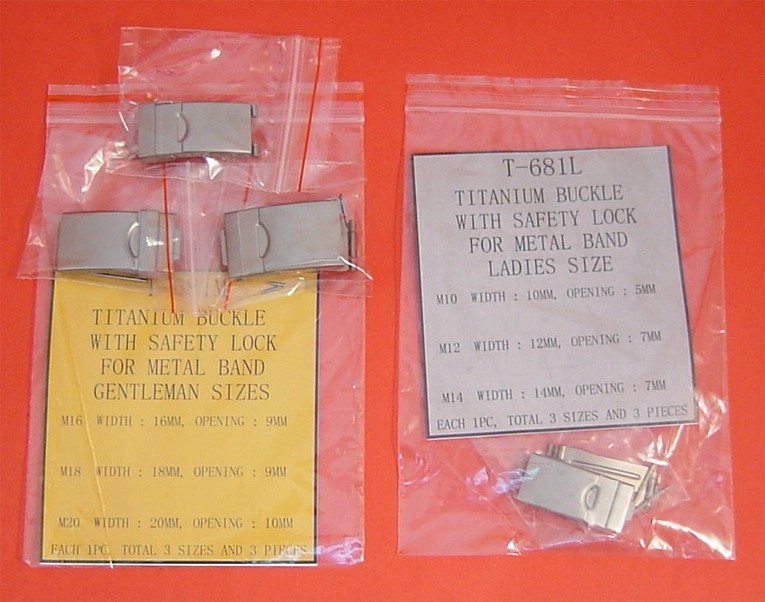 TITANIUM BUCKLE
WITH SAFETY LOCK
FOR METAL BAND
GENTLEMAN SIZES
M16 WIDTH : 16MM, OPENING : 9MM
M18 WIDTH : 18MM, OPENING : 9MM
M20 WIDTH : 20MM, OPENING : 10MM
EACH 1PC, TOTAL 3 SIZES AND 3 PIECES
T-681L
TITANIUM BUCKLE
WITH SAFETY LOCK
FOR METAL BAND
LADIES SIZE
M10 WIDTH : 10MM, OPENING : 5MM
M12 WIDTH : 12MM, OPENING : 7MM
M14 WIDTH : 14MM, OPENING : 7MM
EACH 1PC, TOTAL 3 SIZES AND 3 PIECES